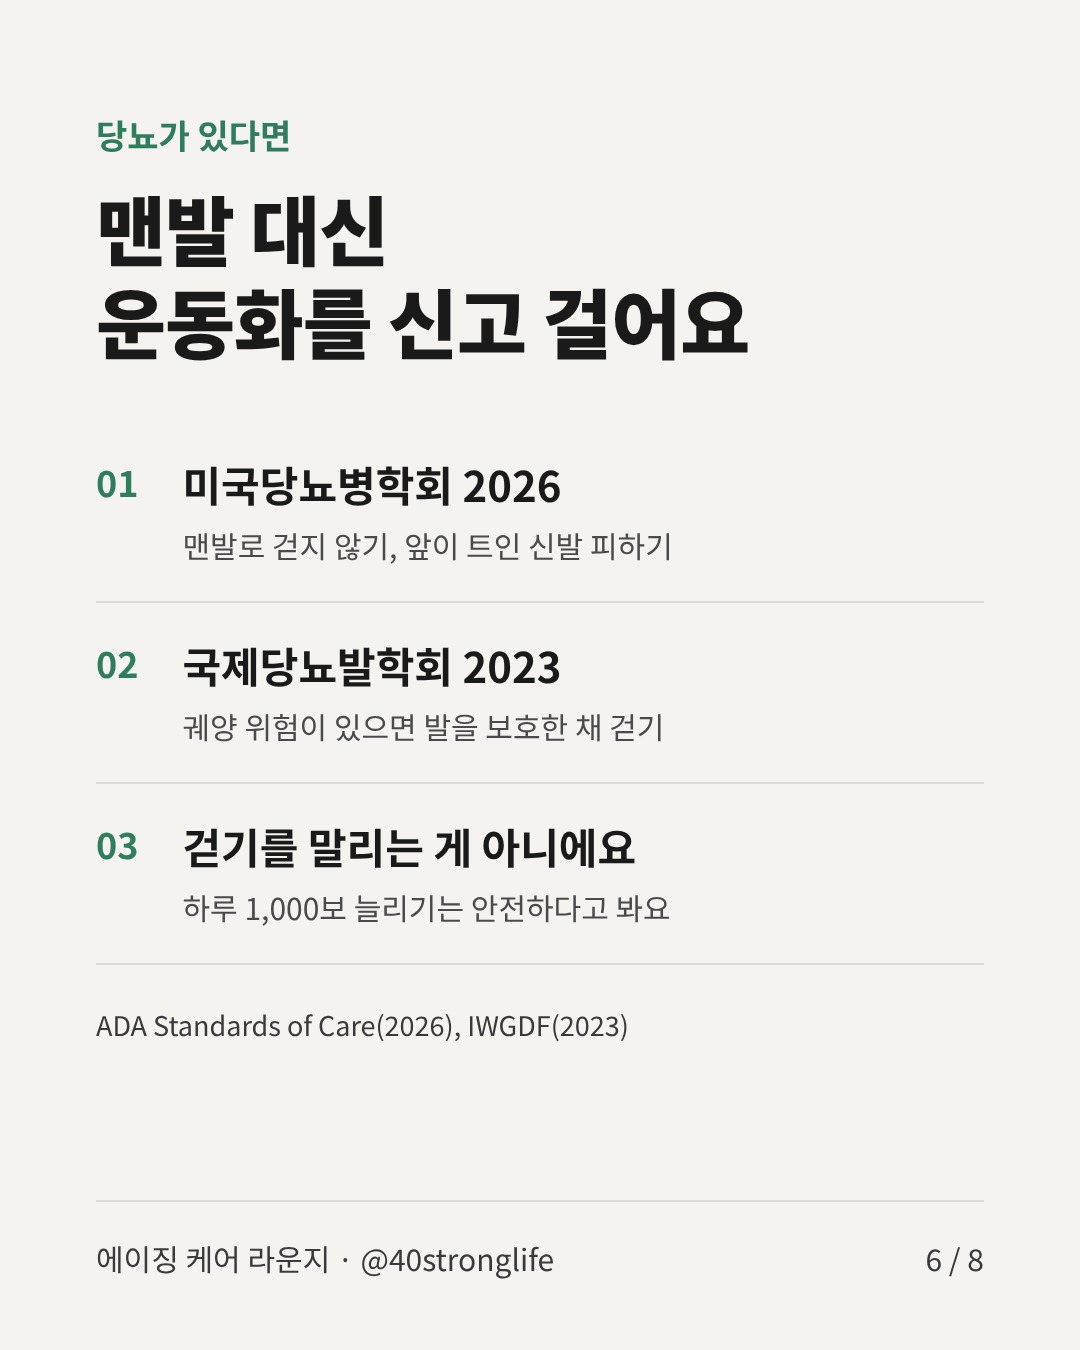 당뇨가 있다면
맨발 대신
운동화를 신고 걸어요
01 미국당뇨병학회 2026
맨발로 걷지 않기, 앞이 트인 신발 피하기
02 국제당뇨발학회 2023
궤양 위험이 있으면 발을 보호한 채 걷기
03 걷기를 말리는 게 아니에요
하루 1,000보 늘리기는 안전하다고 봐요
ADA Standards of Care(2026), IWGDF(2023)
에이징 케어 라운지 · @40stronglife 6 / 8